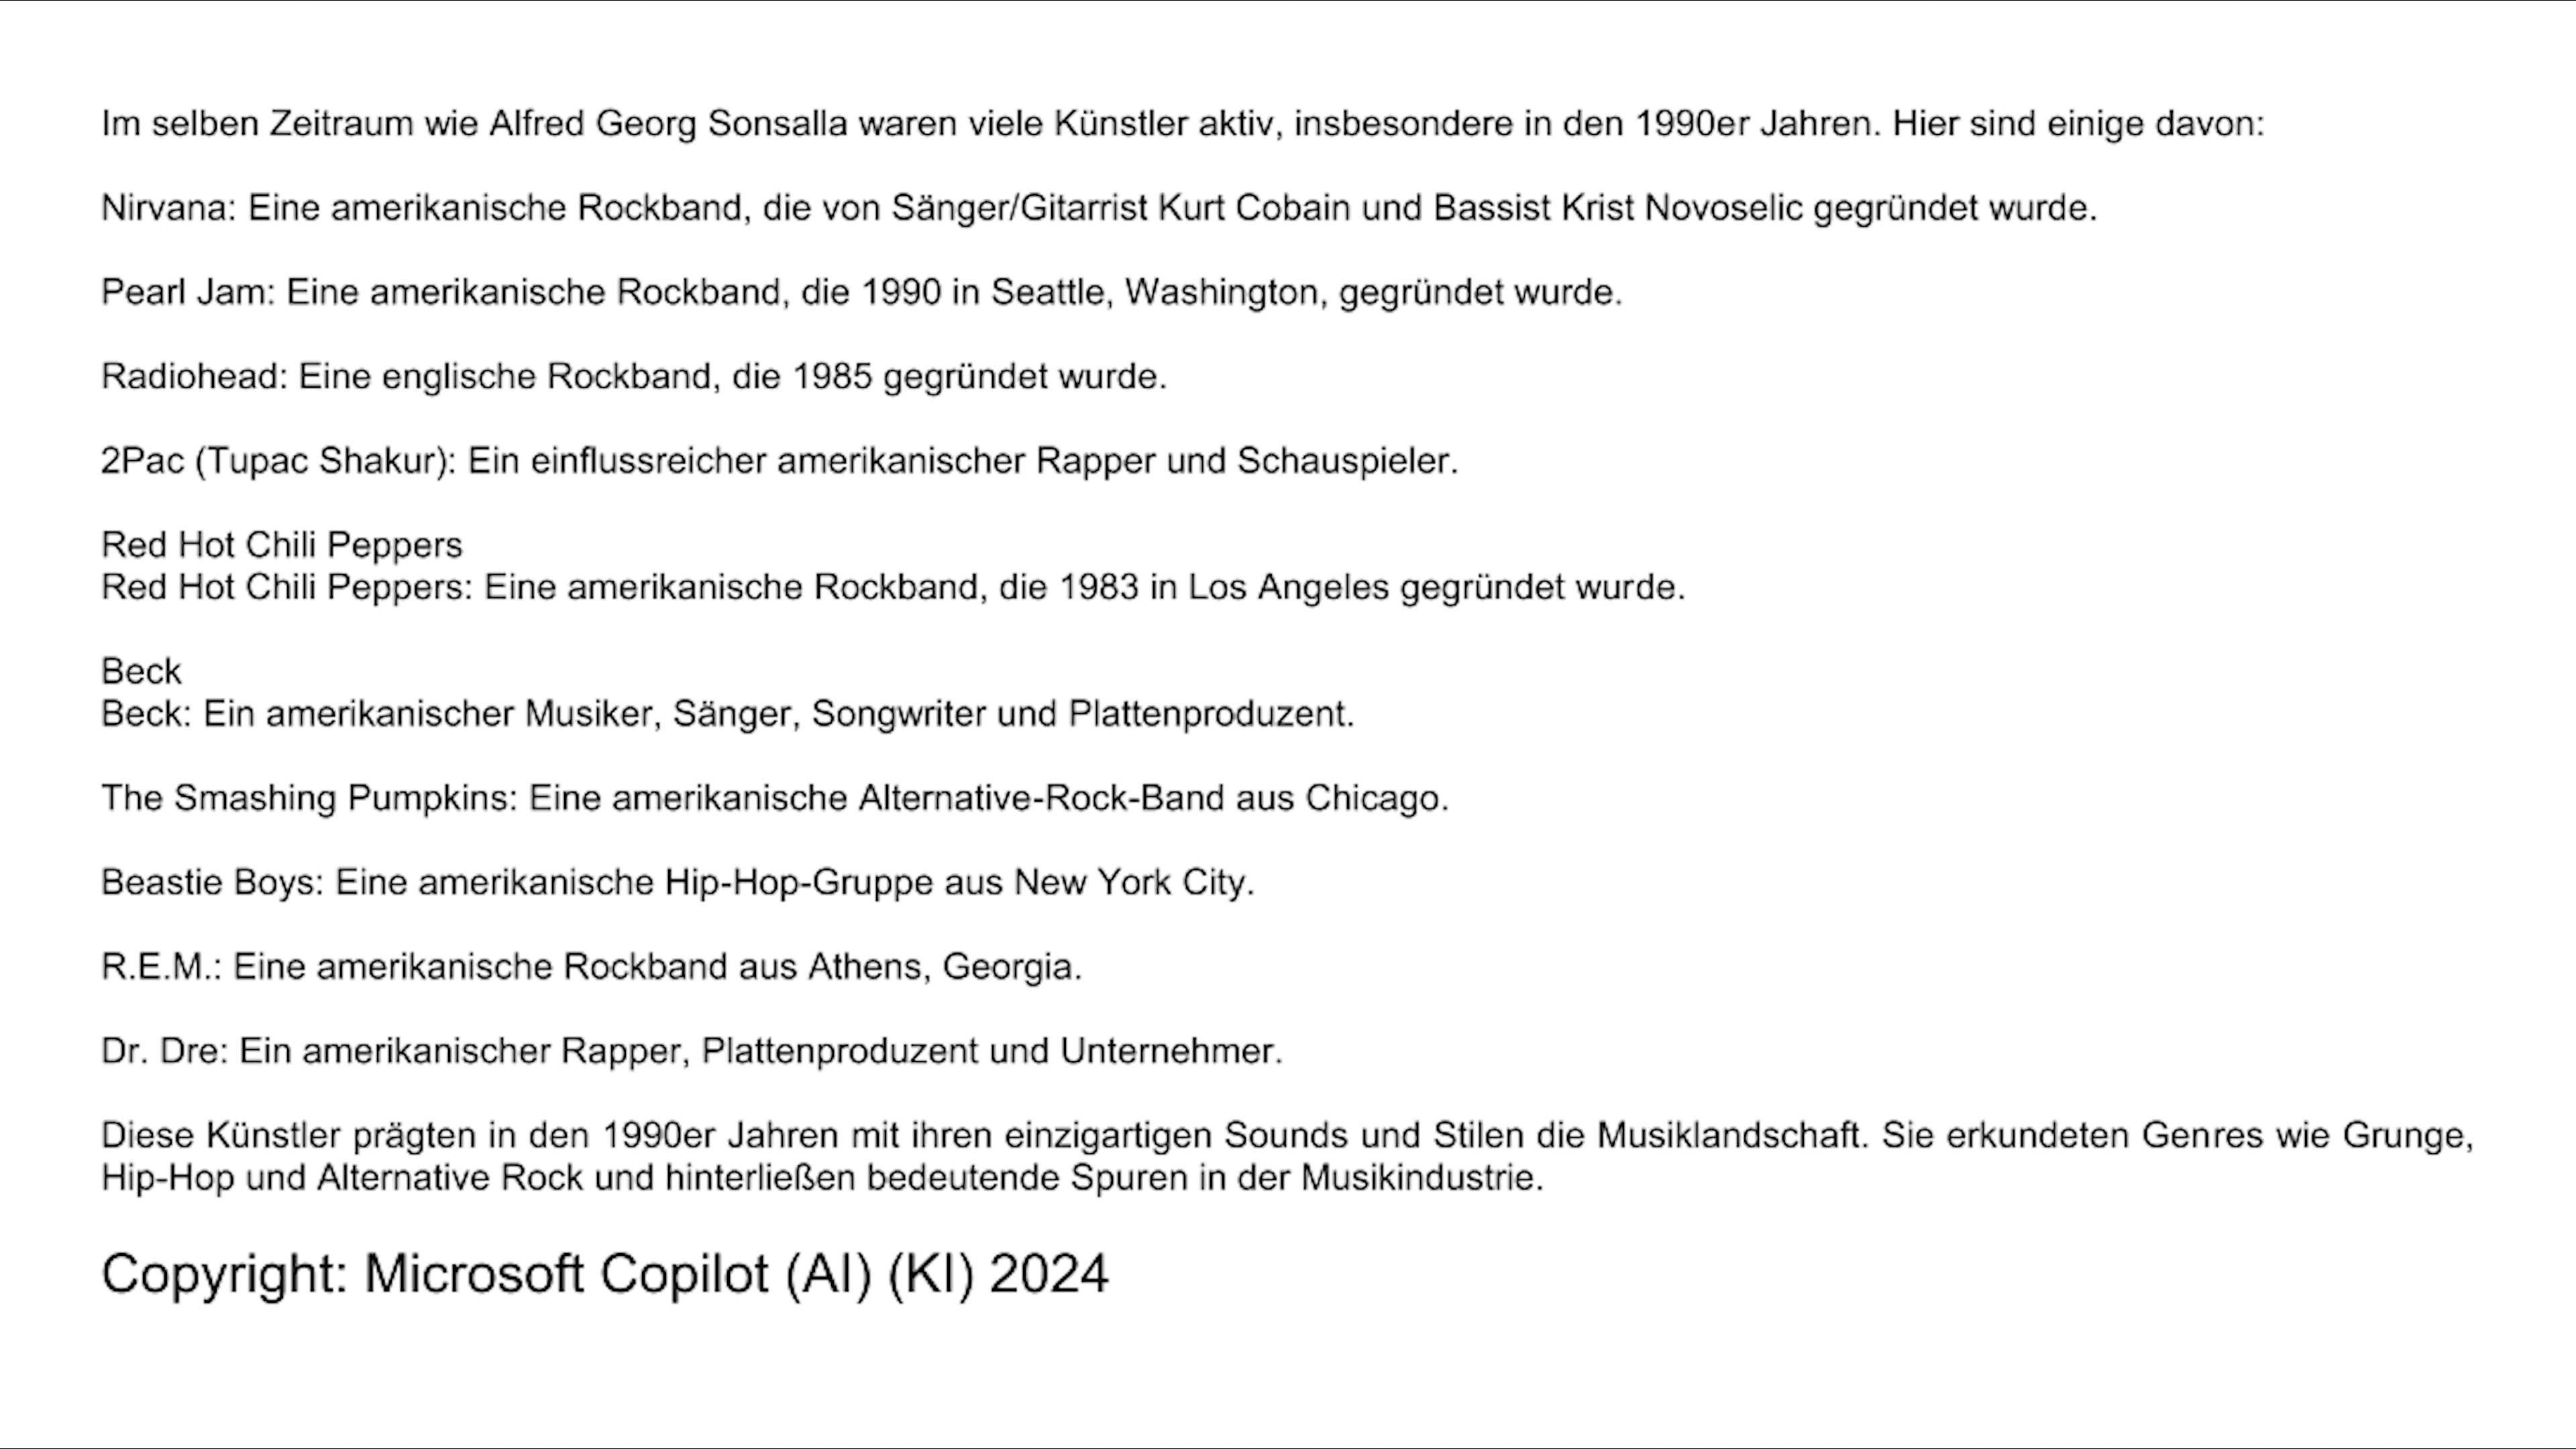 Im selben Zeitraum wie Alfred Georg Sonsalla waren viele Künstler aktiv, insbesondere in den 1990er Jahren. Hier sind einige davon:
Nirvana: Eine amerikanische Rockband, die von Sänger/Gitarrist Kurt Cobain und Bassist Krist Novoselic gegründet wurde.
Pearl Jam: Eine amerikanische Rockband, die 1990 in Seattle, Washington, gegründet wurde.
Radiohead: Eine englische Rockband, die 1985 gegründet wurde.
2Pac (Tupac Shakur): Ein einflussreicher amerikanischer Rapper und Schauspieler.
Red Hot Chili Peppers
Red Hot Chili Peppers: Eine amerikanische Rockband, die 1983 in Los Angeles gegründet wurde.
Beck
Beck: Ein amerikanischer Musiker, Sänger, Songwriter und Plattenproduzent.
The Smashing Pumpkins: Eine amerikanische Alternative-Rock-Band aus Chicago.
Beastie Boys: Eine amerikanische Hip-Hop-Gruppe aus New York City.
R.E.M.: Eine amerikanische Rockband aus Athens, Georgia.
Dr. Dre: Ein amerikanischer Rapper, Plattenproduzent und Unternehmer.
Diese Künstler prägten in den 1990er Jahren mit ihren einzigartigen Sounds und Stilen die Musiklandschaft. Sie erkundeten Genres wie Grunge,
Hip-Hop und Alternative Rock und hinterließen bedeutende Spuren in der Musikindustrie.
Copyright: Microsoft Copilot (AI) (KI) 2024